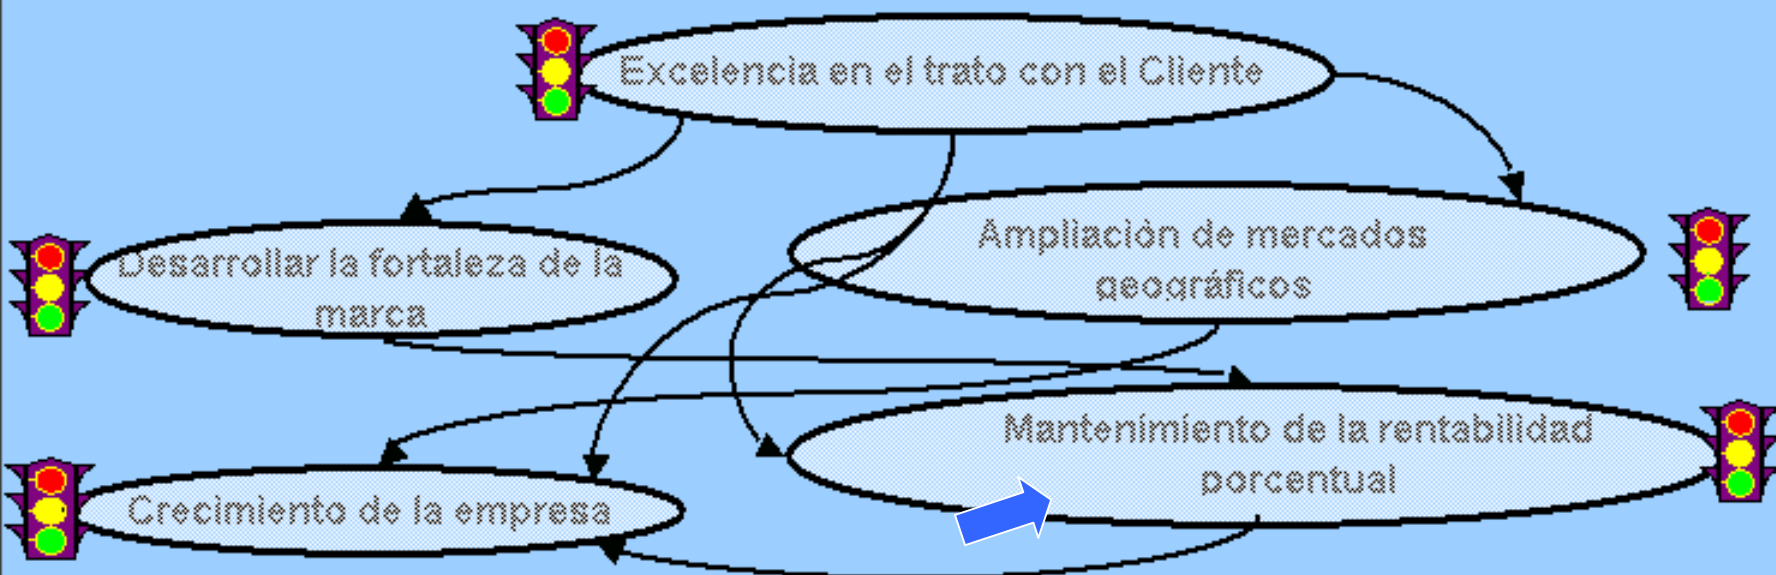 Excelencia en el trato con el Cliente
Desarrollar la fortaleza de la
marca
Ampliación de mercados
geográficos
Mantenimiento de la rentabilidad
porcentual
Crecimiento de la empresa